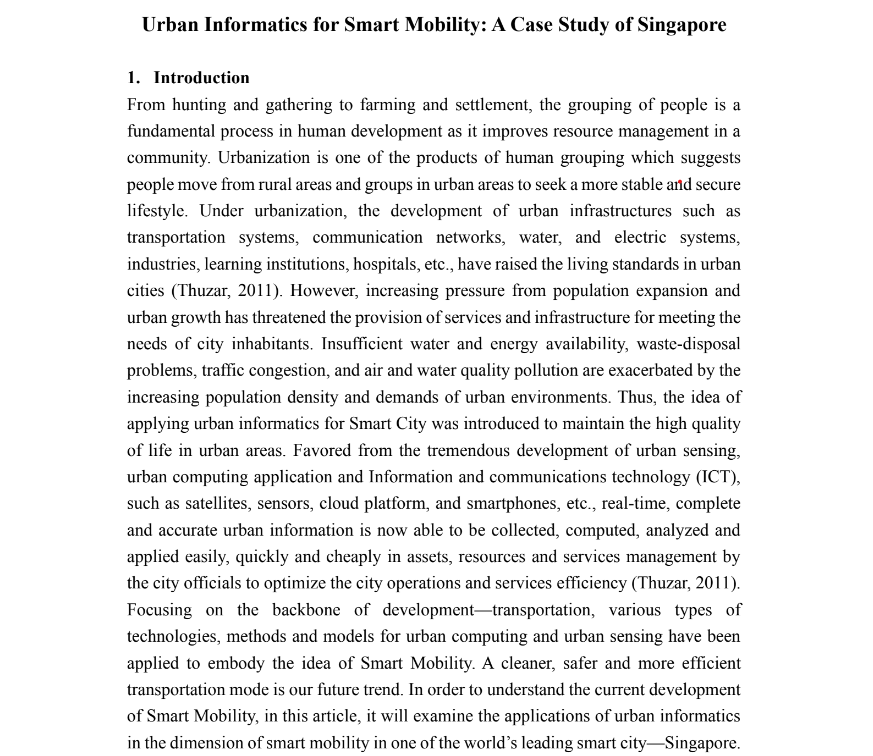 Urban Informatics for Smart Mobility: A Case Study of Singapore
1. Introduction
From hunting and gathering to farming and settlement, the grouping of people is a
fundamental process in human development as it improves resource management in a
community. Urbanization is one of the products of human grouping which suggests
people move from rural areas and groups in urban areas to seek a more stable and secure
lifestyle. Under urbanization, the development of urban infrastructures such as
transportation systems, communication networks, water, and electric systems,
industries, learning institutions, hospitals, etc., have raised the living standards in urban
cities (Thuzar, 2011). However, increasing pressure from population expansion and
urban growth has threatened the provision of services and infrastructure for meeting the
needs of city inhabitants. Insufficient water and energy availability, waste-disposal
problems, traffic congestion, and air and water quality pollution are exacerbated by the
increasing population density and demands of urban environments. Thus, the idea of
applying urban informatics for Smart City was introduced to maintain the high quality
of life in urban areas. Favored from the tremendous development of urban sensing,
urban computing application and Information and communications technology (ICT),
such as satellites, sensors, cloud platform, and smartphones, etc., real-time, complete
and accurate urban information is now able to be collected, computed, analyzed and
applied easily, quickly and cheaply in assets, resources and services management by
the city officials to optimize the city operations and services efficiency (Thuzar, 2011).
Focusing on the backbone of development—transportation, various types of
technologies, methods and models for urban computing and urban sensing have been
applied to embody the idea of Smart Mobility. A cleaner, safer and more efficient
transportation mode is our future trend. In order to understand the current development
of Smart Mobility, in this article, it will examine the applications of urban informatics
in the dimension of smart mobility in one of the world's leading smart city—Singapore.